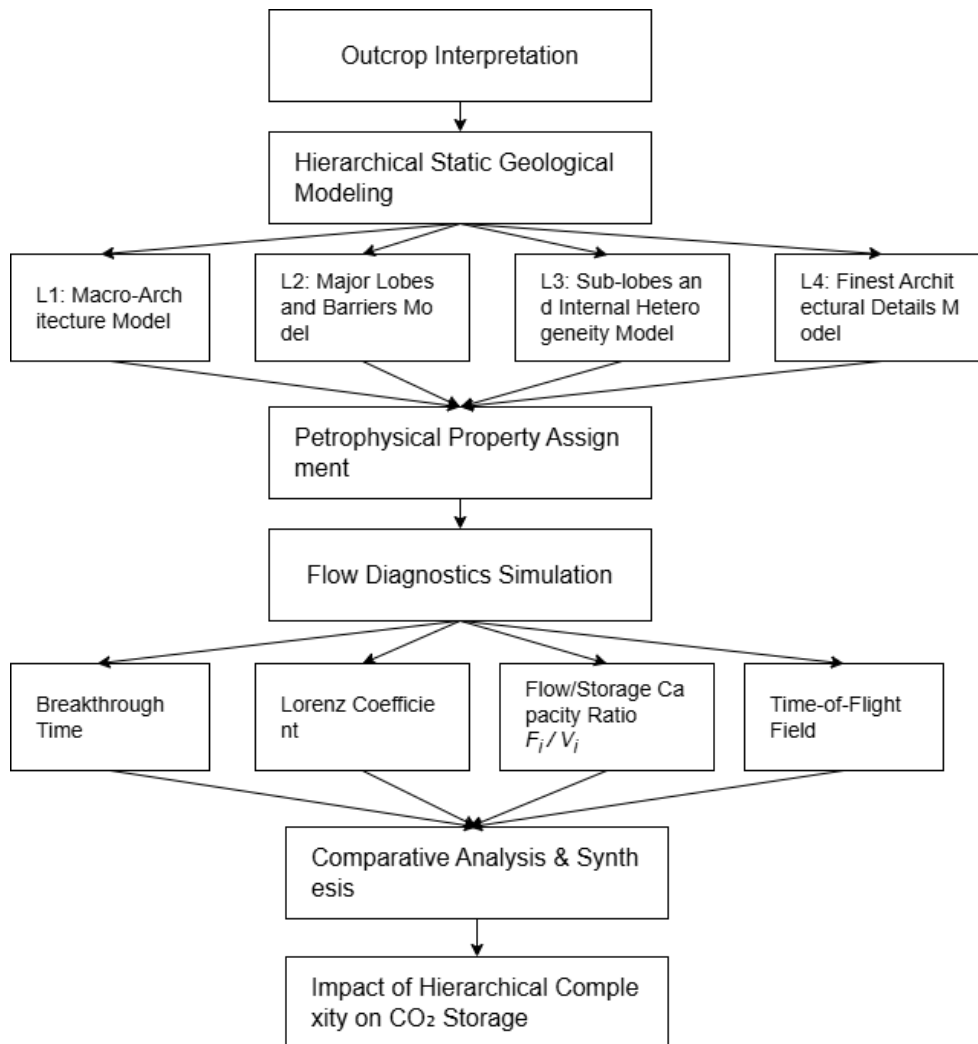 Outcrop Interpretation
Hierarchical Static Geological
Modeling
L1: Macro-Arch
itecture Model
L2: Major Lobes
and Barriers Mo
del
L3: Sub-lobes an
d Internal Hetero
geneity Model
L4: Finest Archit
ectural Details M
odel
Petrophysical Property Assign
ment
Flow Diagnostics Simulation
Breakthrough
Time
Lorenz Coefficie
nt
Flow/Storage Ca
pacity Ratio
Fi / Vi
Time-of-Flight
Field
Comparative Analysis & Synth
esis
Impact of Hierarchical Comple
xity on CO₂ Storage